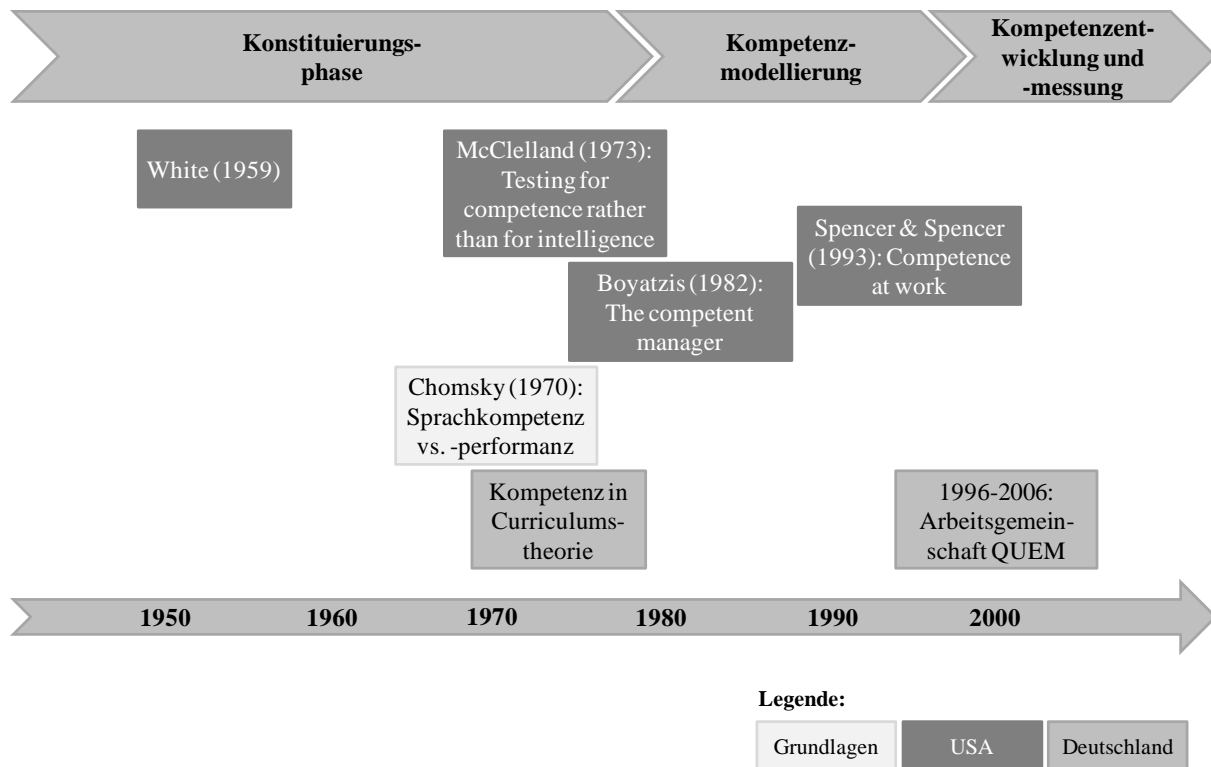 Konstituierungs-
phase
Kompetenz-
modellierung
Kompetenzent-
wicklung und
-messung
White (1959)
McClelland (1973):
Testing for
competence rather
than for intelligence
Spencer & Spencer
(1993): Competence
at work
Boyatzis (1982):
The competent
manager
Chomsky (1970):
Sprachkompetenz
vs. -performanz
Kompetenz in
Curriculums-
theorie
1996-2006:
Arbeitsgemein-
schaft QUEM
1950 1960 1970 1980 1990 2000
Legende:
Grundlagen USA Deutschland